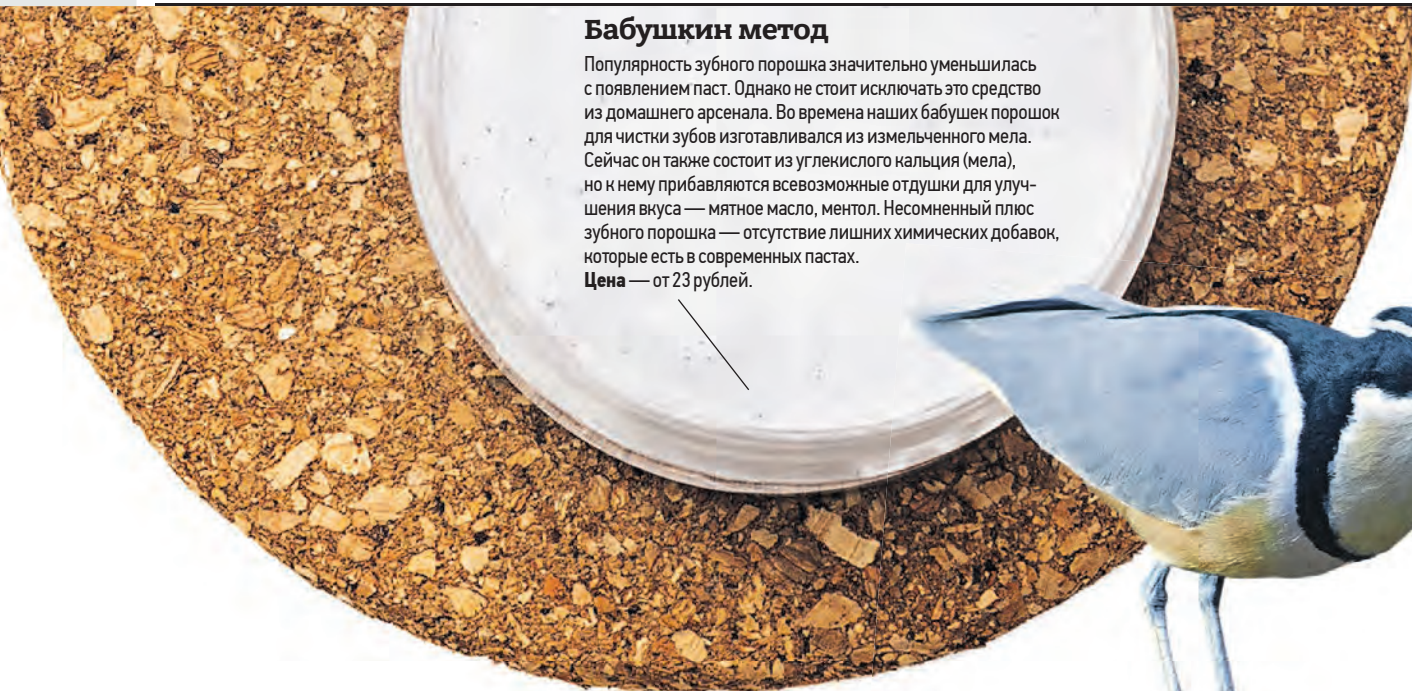 Бабушкин метод
Популярность зубного порошка значительно уменьшилась
с появлением паст. Однако не стоит исключать это средство
из домашнего арсенала. Во времена наших бабушек порошок
для чистки зубов изготавливался из измельченного мела.
Сейчас он также состоит из углекислого кальция (мела),
но к нему прибавляются всевозможные отдушки для улуч-
шения вкуса — мятное масло, ментол. Несомненный плюс
зубного порошка — отсутствие лишних химических добавок,
которые есть в современных пастах.
Цена — от 23 рублей.